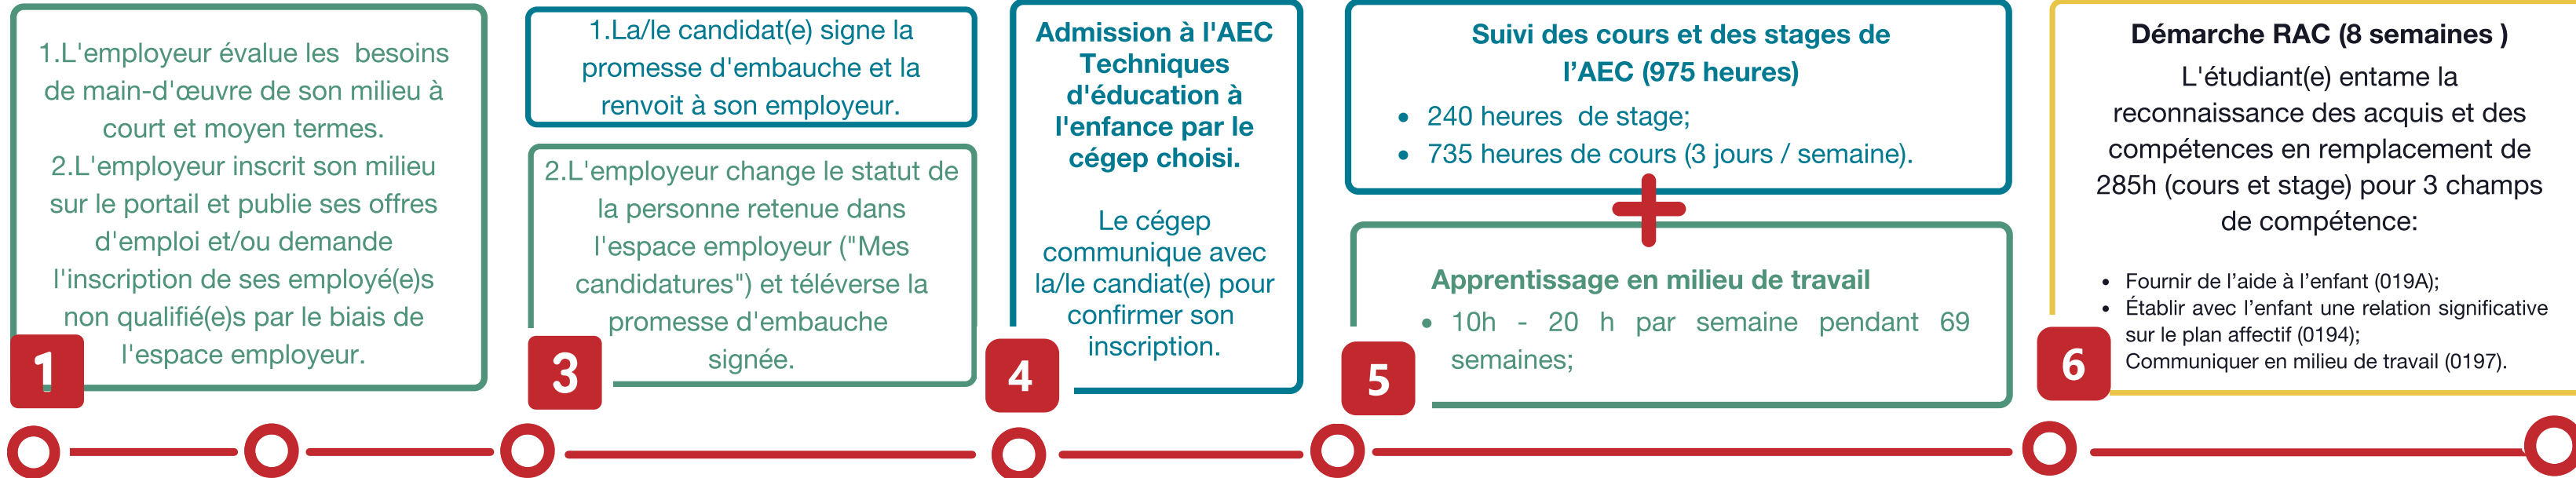 1.L'employeur évalue les  besoins
de main-d'œuvre de son milieu à
court et moyen termes.
2.L'employeur inscrit son milieu
sur le portail et publie ses offres
d'emploi et/ou demande
l'inscription de ses employé(e)s
non qualifié(e)s par le biais de
l'espace employeur.
1
1.La/le candidat(e) signe la
promesse d'embauche et la
renvoit à son employeur.
2.L'employeur change le statut de
la personne retenue dans
l'espace employeur ("Mes
candidatures") et téléverse la
promesse d'embauche
signée.
3
Admission à l'AEC
Techniques
d'éducation à
l'enfance par le
cégep choisi.
Le cégep
communique avec
la/le candiat(e) pour
confirmer son
inscription.
4
Suivi des cours et des stages de
l’AEC (975 heures)
• 240 heures  de stage;
• 735 heures de cours (3 jours / semaine).
Apprentissage en milieu de travail
• 10h - 20 h par semaine pendant 69
semaines;
5
Démarche RAC (8 semaines )
L'étudiant(e) entame la
reconnaissance des acquis et des
compétences en remplacement de
285h (cours et stage) pour 3 champs
de compétence:
• Fournir de l’aide à l’enfant (019A);
• Établir avec l’enfant une relation significative
sur le plan affectif (0194);
Communiquer en milieu de travail (0197).
6